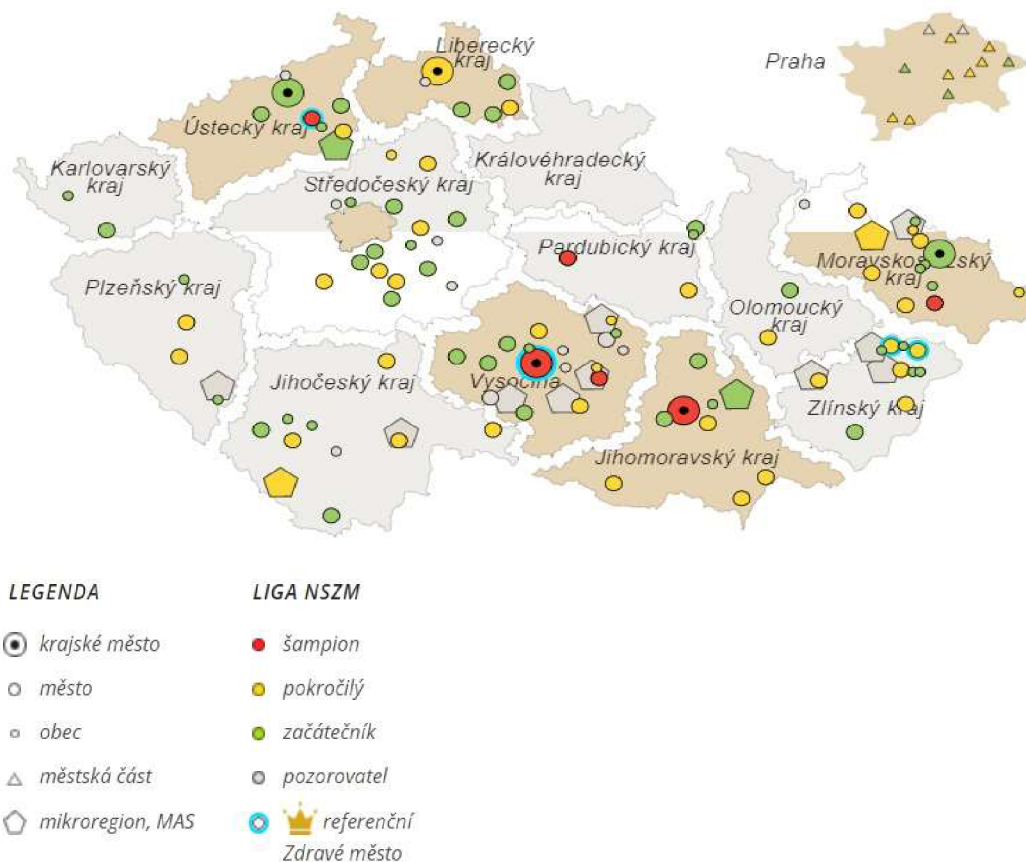 Liberecký
kraj
Praha
Ústecký kraj
Karlovarský
kraj
Středočeský kraj
Královéhradecký
kraj
Plzeňský kraj
Pardubický kraj
Moravskoslezský
kraj
Olomoucký
kraj
Jihočeský kraj
Vysočina
Zlínský kraj
Jihomoravský kraj
LEGENDA
krajské město
město
obec
městská část
mikroregion, MAS
LIGA NSZM
šampion
pokročilý
začátečník
pozorovatel
referenční
Zdravé město